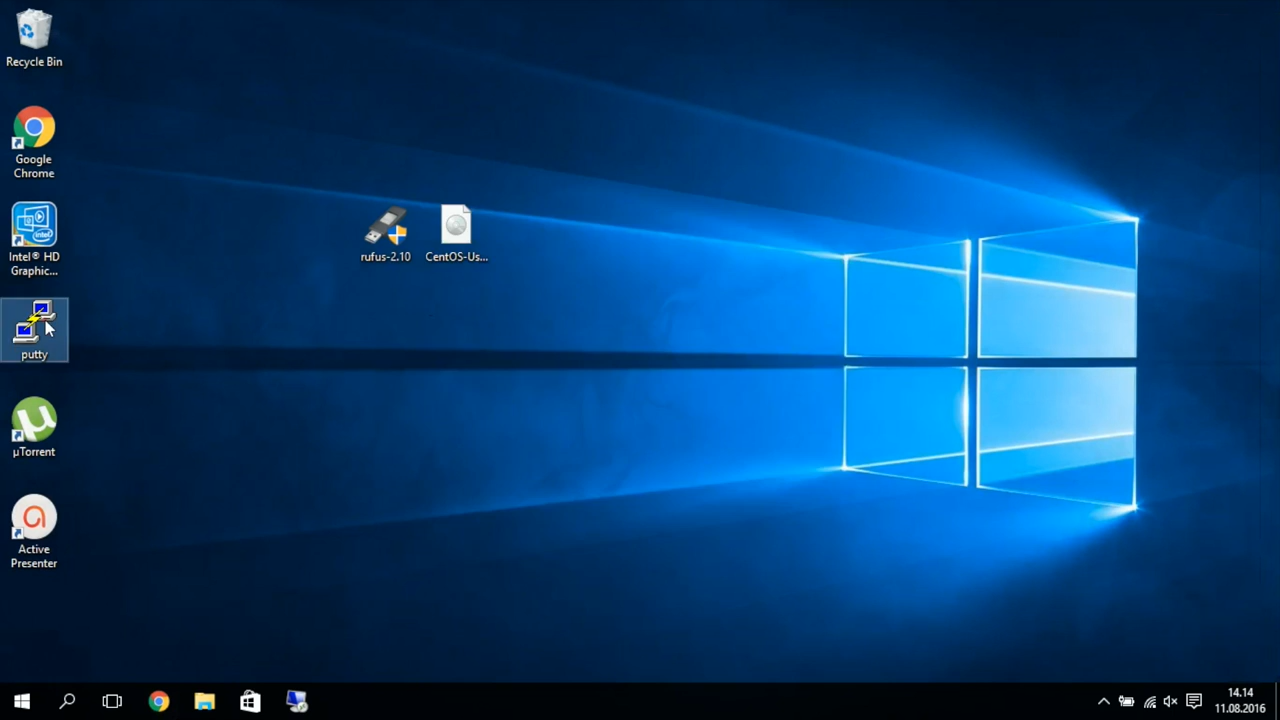 Recycle Bin
Google
Chrome
Intel® HD
Graphic...
putty
µTorrent
Active
Presenter
rufus-2.10
CentOS-Us...
14.14
11.08.2016